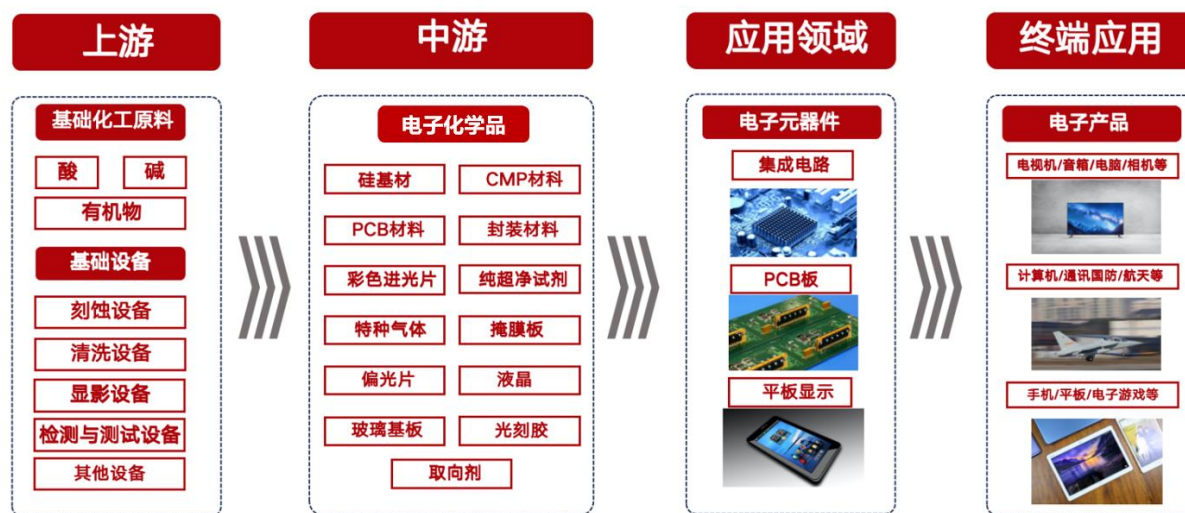 上游
中游
应用领域
终端应用
基础化工原料
酸
碱
有机物
基础设备
刻蚀设备
清洗设备
显影设备
检测与测试设备
其他设备
电子化学品
硅基材
CMP材料
PCB材料
封装材料
彩色进光片
纯超净试剂
特种气体
掩膜板
偏光片
液晶
玻璃基板
光刻胶
取向剂
电子元器件
集成电路
PCB板
平板显示
电子产品
电视机/音箱/电脑/相机等
计算机/通讯国防/航天等
手机/平板/电子游戏等